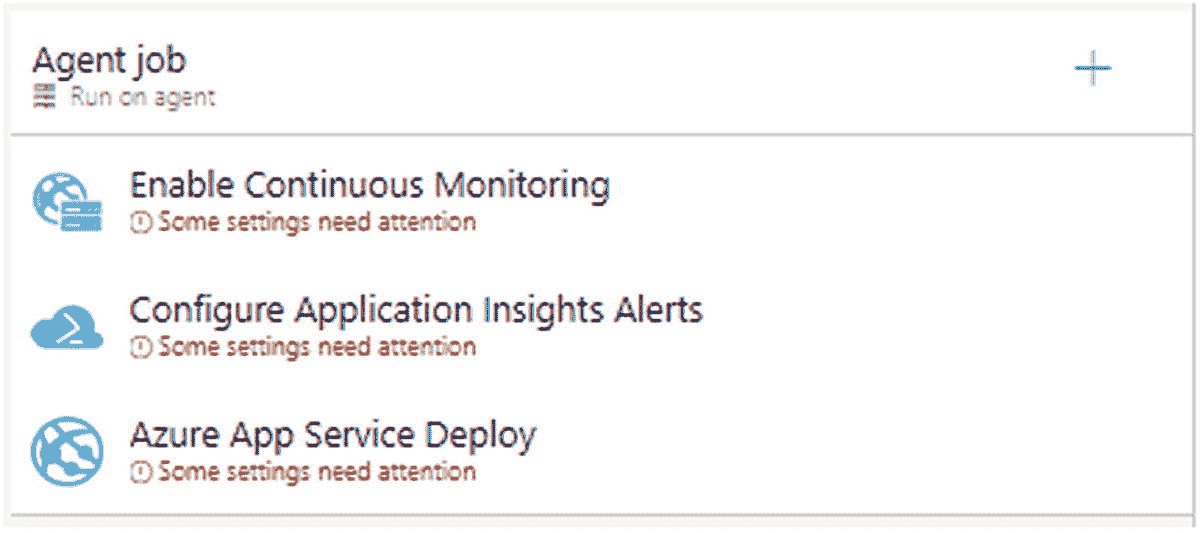 Agent job
Run on agent
Enable Continuous Monitoring
Some settings need attention
Configure Application Insights Alerts
Some settings need attention
Azure App Service Deploy
Some settings need attention